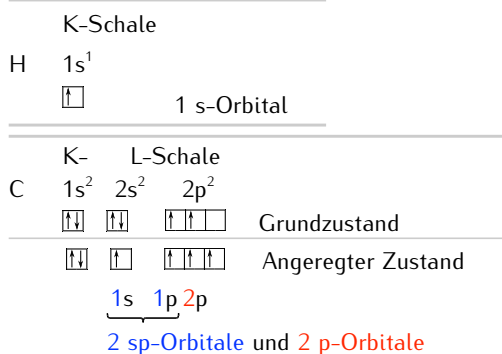 K-Schale
H 1s¹
1 s-Orbital
K- L-Schale
C 1s² 2s² 2p²
Grundzustand
Angeregter Zustand
1s 1p 2p
2 sp-Orbitale und 2 p-Orbitale